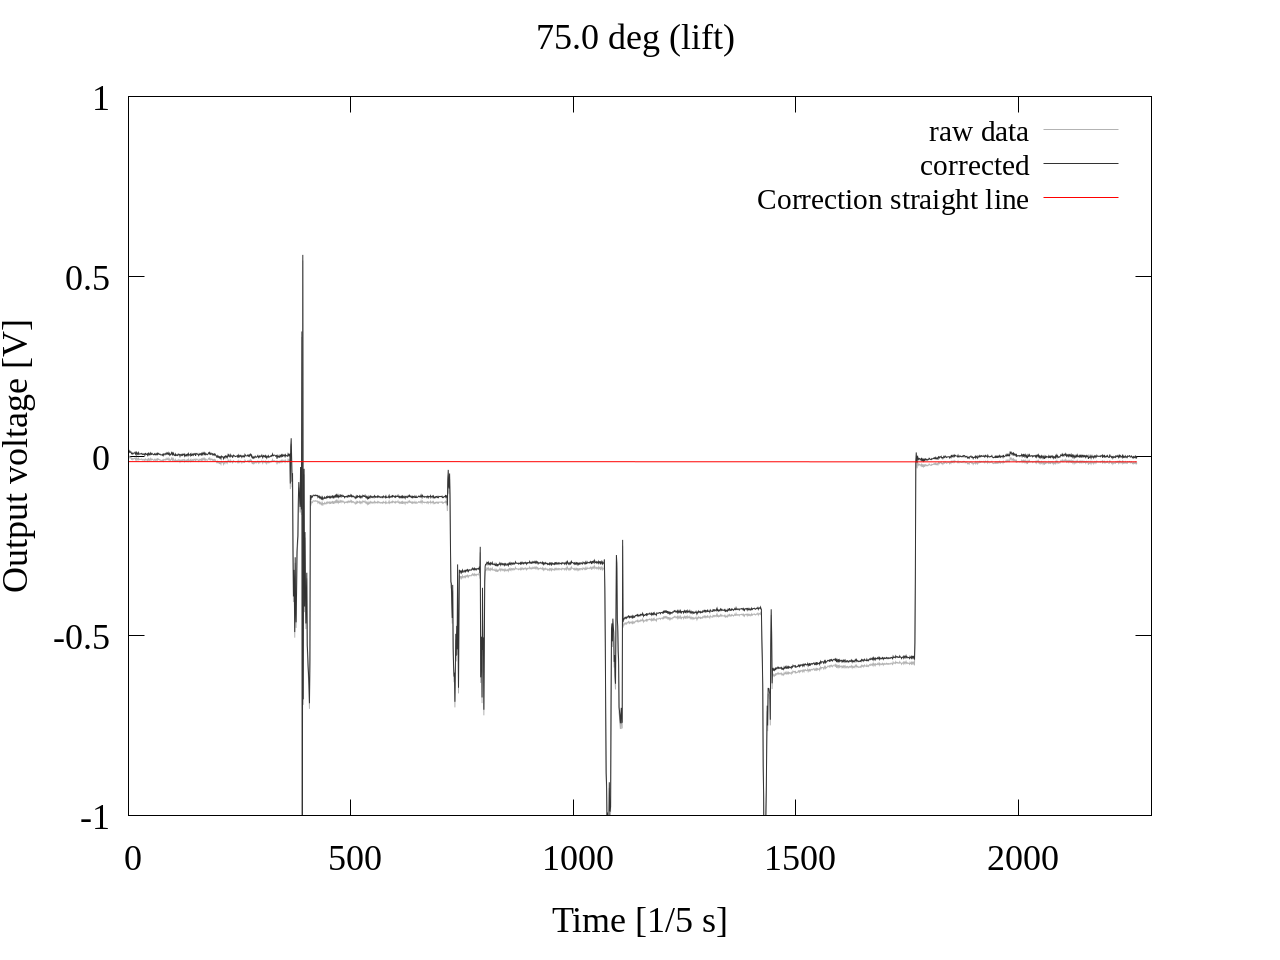 75.0 deg (lift)
1
raw data
corrected
Correction straight line
0.5
0
-0.5
-1
Output voltage [V]
0 500 1000 1500 2000
Time [1/5 s]